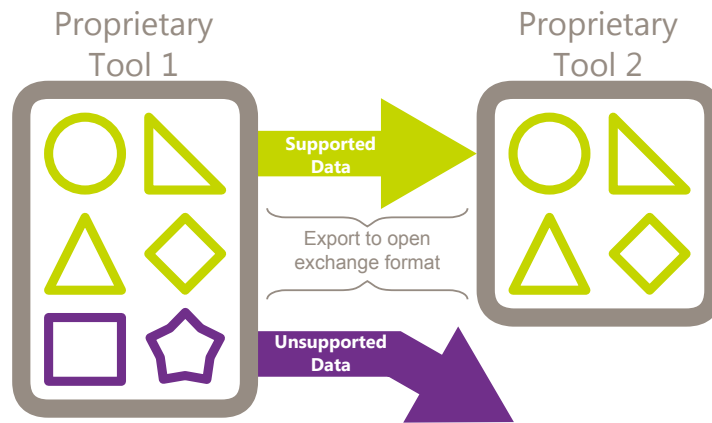 Proprietary
Tool 1
Proprietary
Tool 2
Supported
Data
Export to open
exchange format
Unsupported
Data